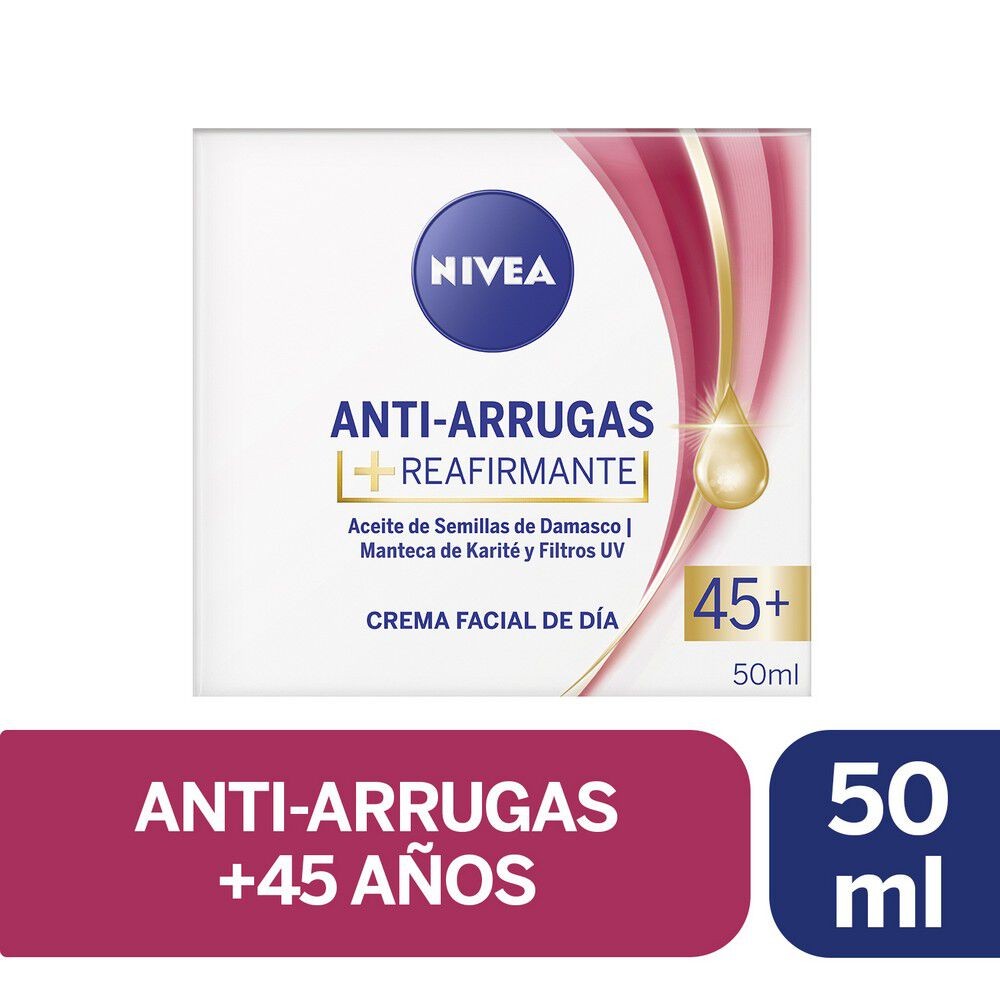 NIVEA
ANTI-ARRUGAS
+ REAFIRMANTE
Aceite de Semillas de Damasco |
Manteca de Karité y Filtros UV
CREMA FACIAL DE DÍA
45+
50ml
ANTI-ARRUGAS
+45 AÑOS
50
ml